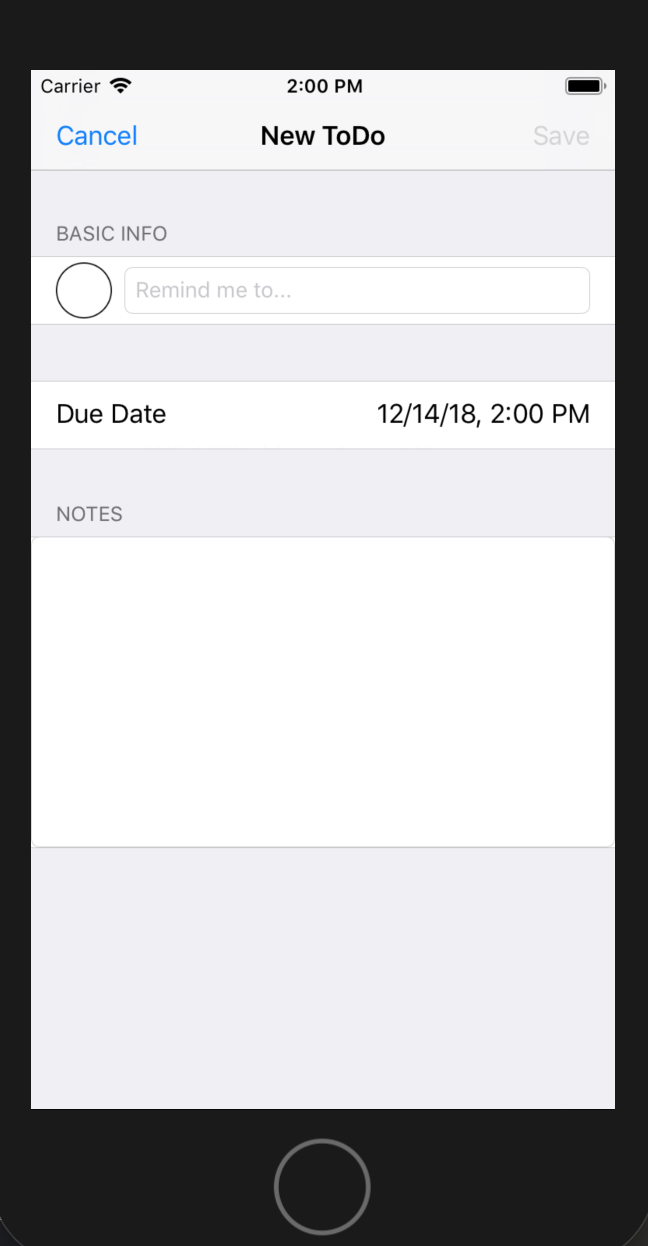 Carrier 2:00 PM
Cancel New ToDo Save
BASIC INFO
Remind me to...
Due Date 12/14/18, 2:00 PM
NOTES